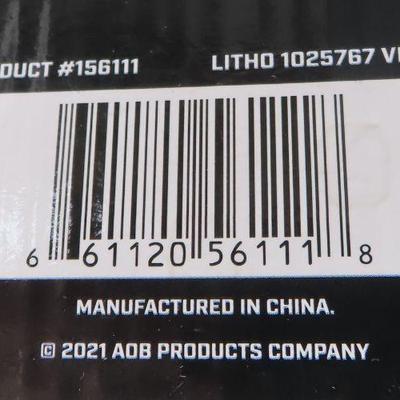 DUCT #156111 LITHO 1025767 V
6 61120 56111 8
MANUFACTURED IN CHINA.
© 2021 AOB PRODUCTS COMPANY